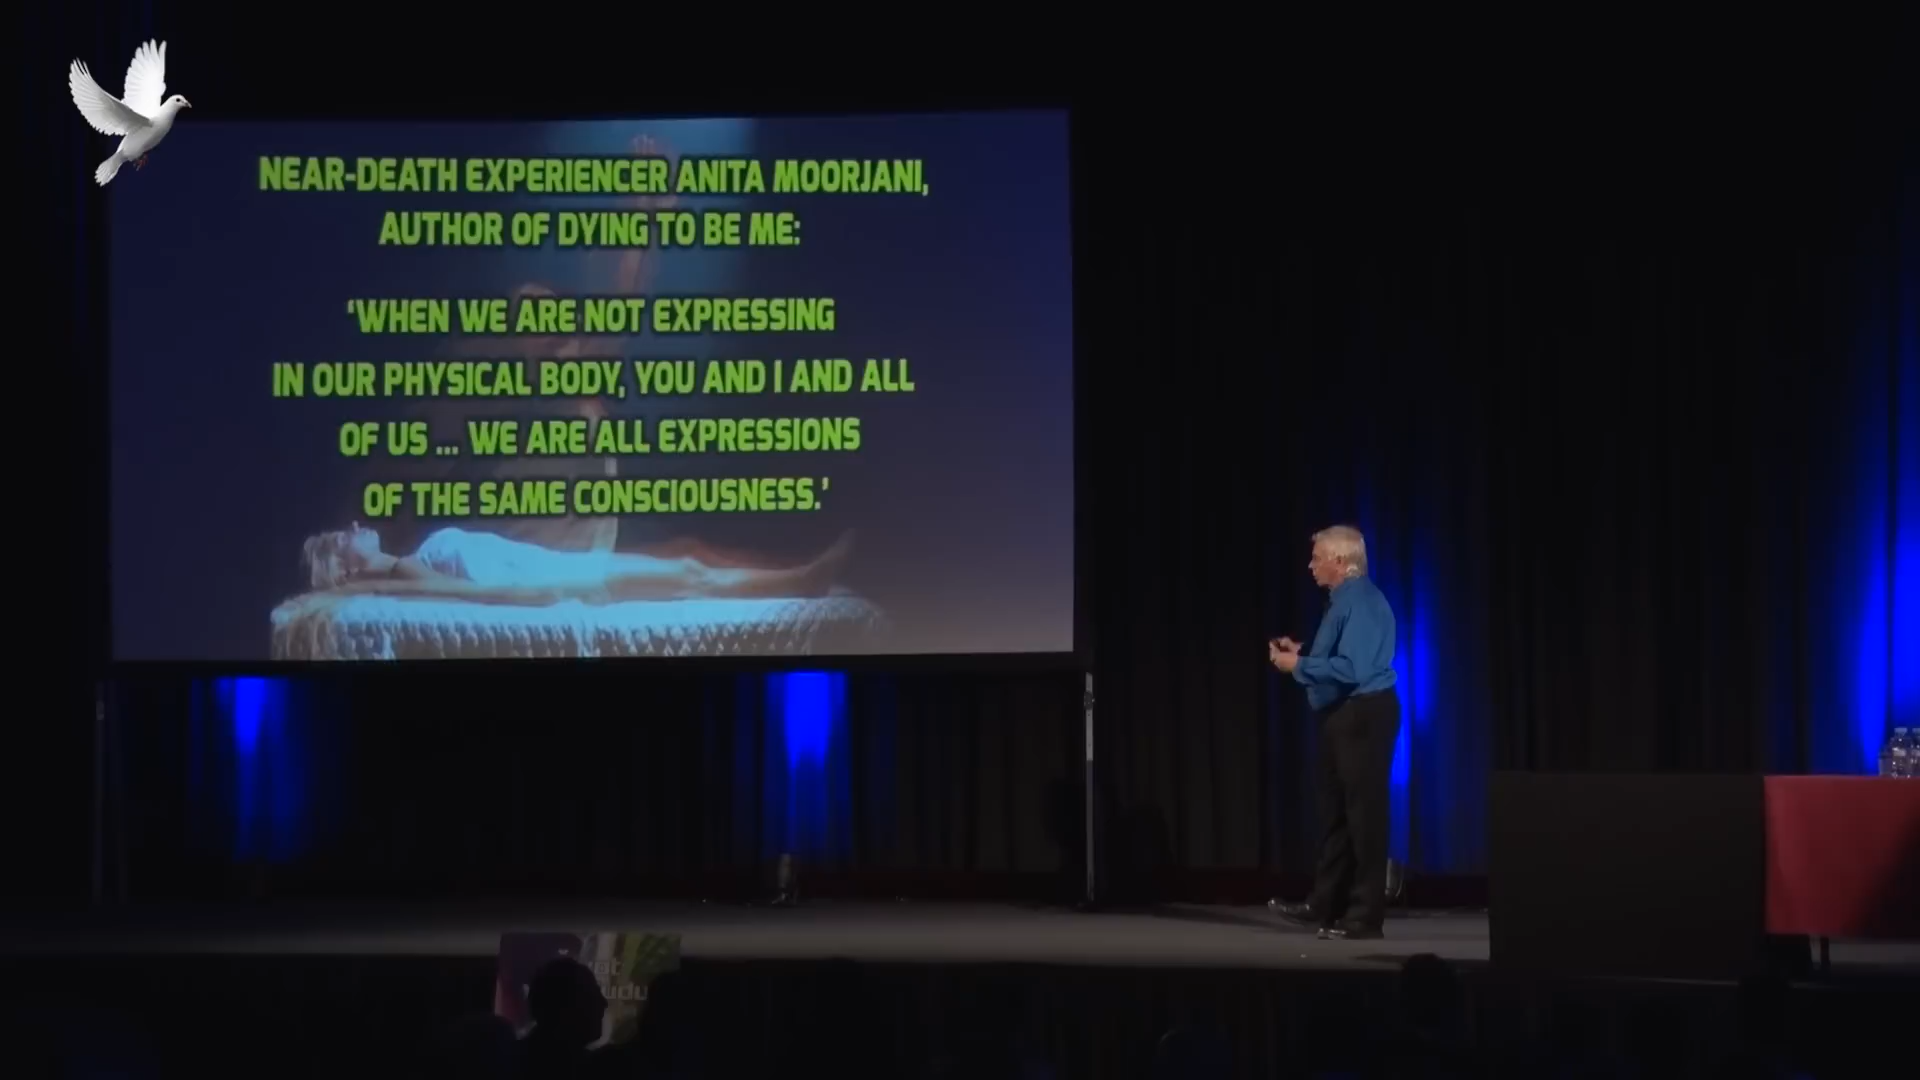 NEAR-DEATH EXPERIENCER ANITA MOORJANI,
AUTHOR OF DYING TO BE ME:
'WHEN WE ARE NOT EXPRESSING
IN OUR PHYSICAL BODY, YOU AND I AND ALL
OF US ... WE ARE ALL EXPRESSIONS
OF THE SAME CONSCIOUSNESS.'